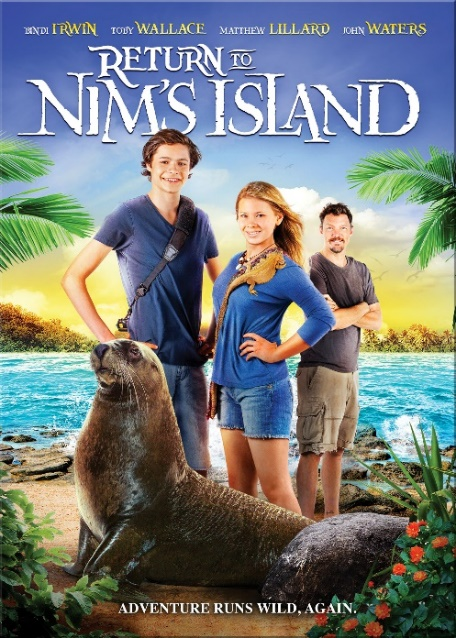 BINDI IRWIN TOBY WALLACE MATTHEW LILLARD JOHN WATERS
RETURN TO
NIM'S ISLAND
ADVENTURE RUNS WILD, AGAIN.